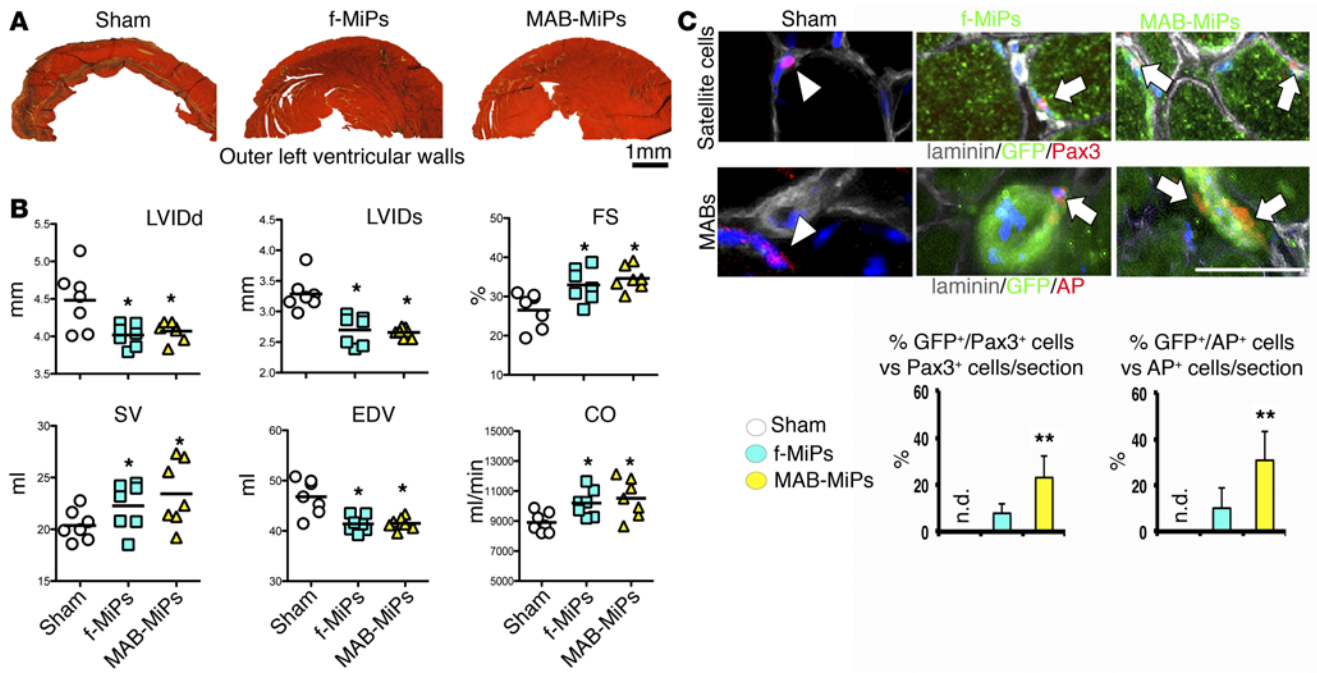 A
Sham
f-MiPs
MAB-MiPs
Outer left ventricular walls
1mm
B
LVIDd
mm
5.5
5.0
4.5
4.0
3.5
LVIDs
mm
4.5
4.0
3.5
3.0
2.5
2.0
FS
%
50
40
30
20
10
*
*
*
*
*
*
SV
ml
30
25
20
15
EDV
ml
60
50
40
30
CO
ml/min
15000
13000
11000
9000
7000
5000
*
*
*
*
*
*
Sham
f-MiPs
MAB-MiPs
Sham
f-MiPs
MAB-MiPs
Sham
f-MiPs
MAB-MiPs
C
Sham
f-MiPs
MAB-MiPs
Satellite cells
laminin/GFP/Pax3
MABs
laminin/GFP/AP
Sham
f-MiPs
MAB-MiPs
% GFP⁺/Pax3⁺ cells
vs Pax3⁺ cells/section
%
60
40
20
0
n.d.
**
% GFP⁺/AP⁺ cells
vs AP⁺ cells/section
%
60
40
20
0
n.d.
**